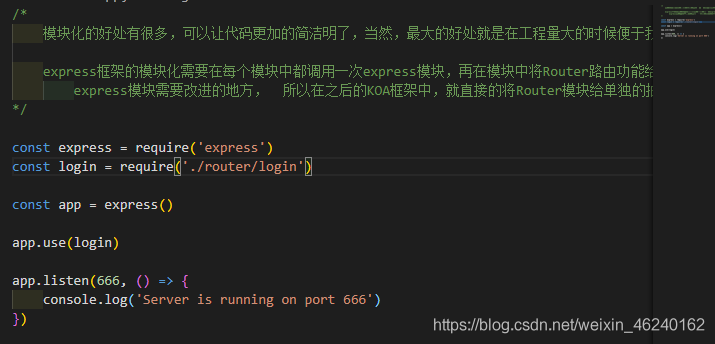 /*
模块化的好处有很多，可以让代码更加的简洁明了，当然，最大的好处就是在工程量大的时候便于
express框架的模块化需要在每个模块中都调用一次express模块，再在模块中将Router路由功能给
express模块需要改进的地方， 所以在之后的KOA框架中，就直接的将Router模块给单独的
*/
const express = require('express')
const login = require('./router/login')
const app = express()
app.use(login)
app.listen(666, () => {
console.log('Server is running on port 666')
})
https://blog.csdn.net/weixin_46240162